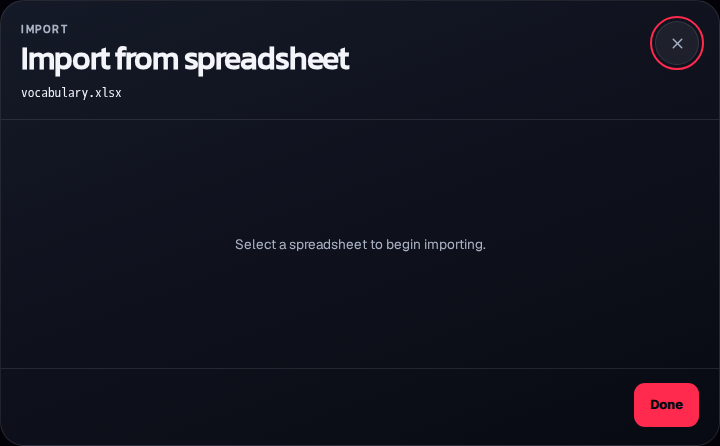 IMPORT
Import from spreadsheet
vocabulary.xlsx
Select a spreadsheet to begin importing.
Done